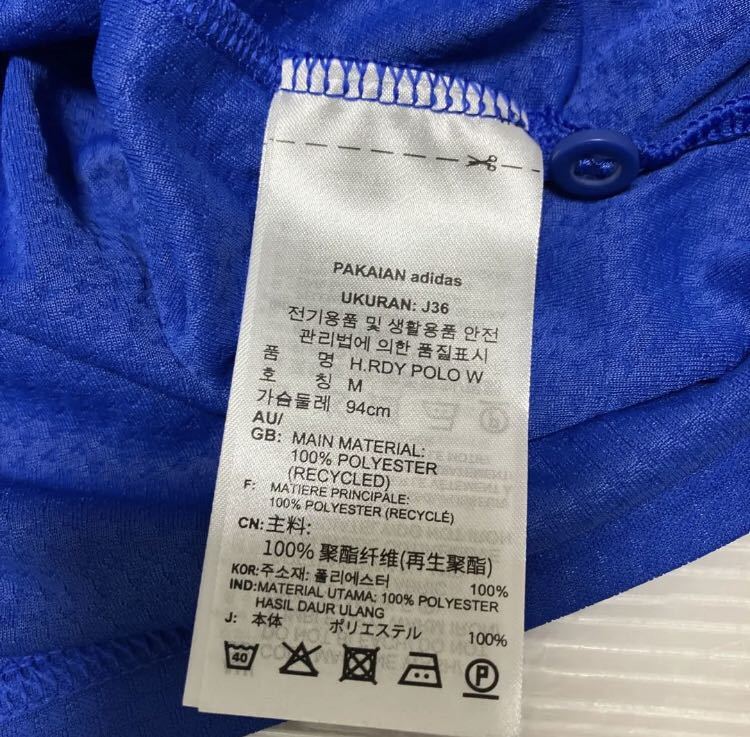 PAKAIAN adidas
UKURAN: J36
전기용품 및 생활용품 안전
관리법에 의한 품질표시
품 명 H.RDY POLO W
호 칭 M
가슴둘레 94cm
AU/
GB: MAIN MATERIAL:
100% POLYESTER
(RECYCLED)
F: MATIERE PRINCIPALE:
100% POLYESTER (RECYCLÉ)
CN: 主料:
100% 聚酯纤维(再生聚酯)
KOR: 주소재: 폴리에스터 100%
IND: MATERIAL UTAMA: 100% POLYESTER
HASIL DAUR ULANG
J: 本体 ポリエステル 100%
40 P